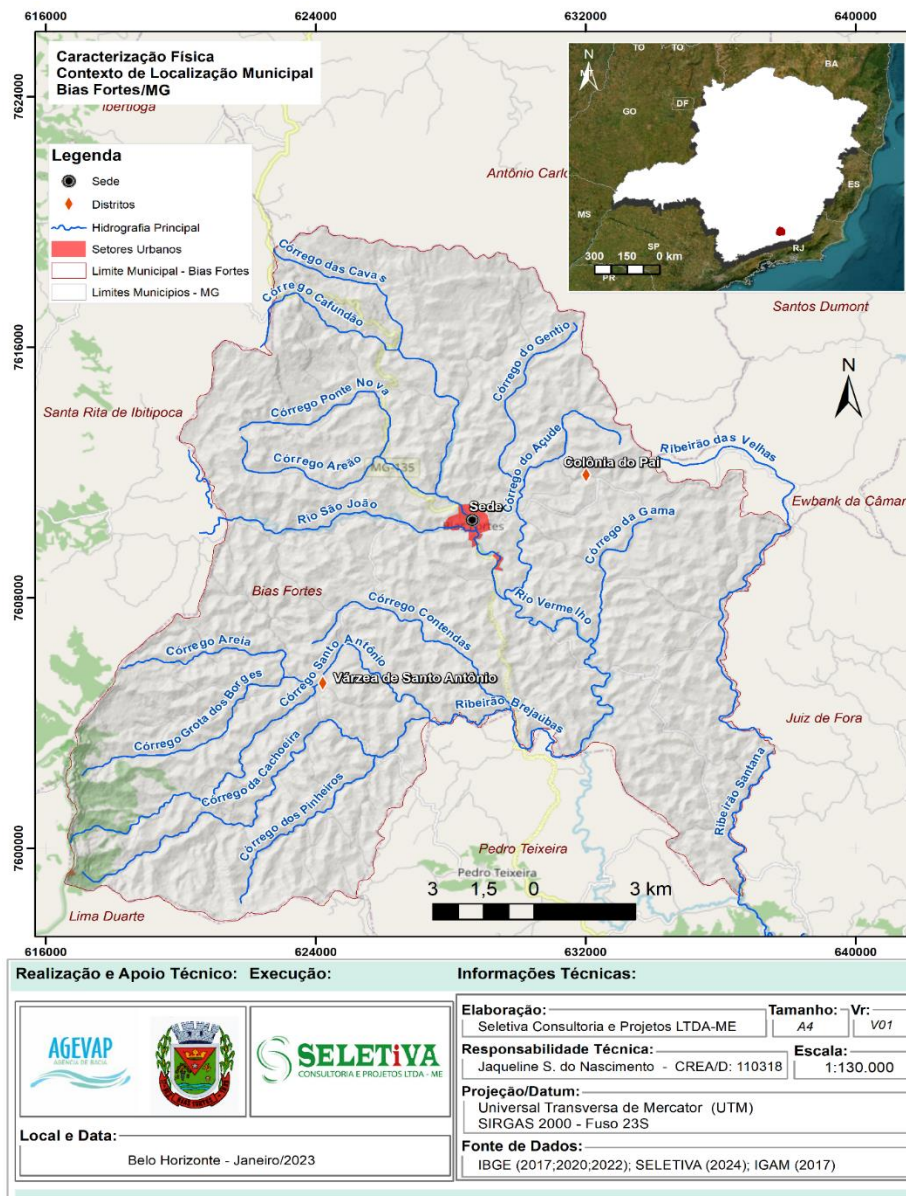 616000
624000
632000
640000
7624000
7616000
7608000
7600000
Caracterização Física
Contexto de Localização Municipal
Bias Fortes/MG
Ibertioga
Legenda
Sede
Distritos
Hidrografia Principal
Setores Urbanos
Limite Municipal - Bias Fortes
Limites Municipios - MG
Antônio Carlo
N
TO
TO
BA
MT
GO
DF
MS
ES
SP
RJ
PR
300 150 0 km
Santos Dumont
N
Córrego das Cavas
Córrego Cafundão
Córrego do Gentio
Santa Rita de Ibitipoca
Córrego Ponte Nova
Córrego Areão
MG-135
Córrego do Açude
Ribeirão das Velhas
Colônia do Pai
Ewbank da Câmar
Rio São João
Sede
Córrego da Gama
Bias Fortes
Rio Vermelho
Córrego Contendas
Córrego Areia
Córrego Santo Antônio
Várzea de Santo Antônio
Córrego Grota dos Borges
Ribeirão Brejaúbas
Juiz de Fora
Córrego da Cachoeira
Córrego dos Pinheiros
Ribeirão Santana
Pedro Teixeira
Pedro Teixeira
Lima Duarte
3 1,5 0 3 km
616000
624000
632000
640000
Realização e Apoio Técnico:
Execução:
Informações Técnicas:
AGEVAP
AGÊNCIA DE BACIA
SELETiVA
CONSULTORIA E PROJETOS LTDA - ME
Elaboração:
Seletiva Consultoria e Projetos LTDA-ME
Tamanho:
A4
Vr:
V01
Responsabilidade Técnica:
Jaqueline S. do Nascimento - CREA/D: 110318
Escala:
1:130.000
Projeção/Datum:
Universal Transversa de Mercator (UTM)
SIRGAS 2000 - Fuso 23S
Local e Data:
Belo Horizonte - Janeiro/2023
Fonte de Dados:
IBGE (2017;2020;2022); SELETIVA (2024); IGAM (2017)